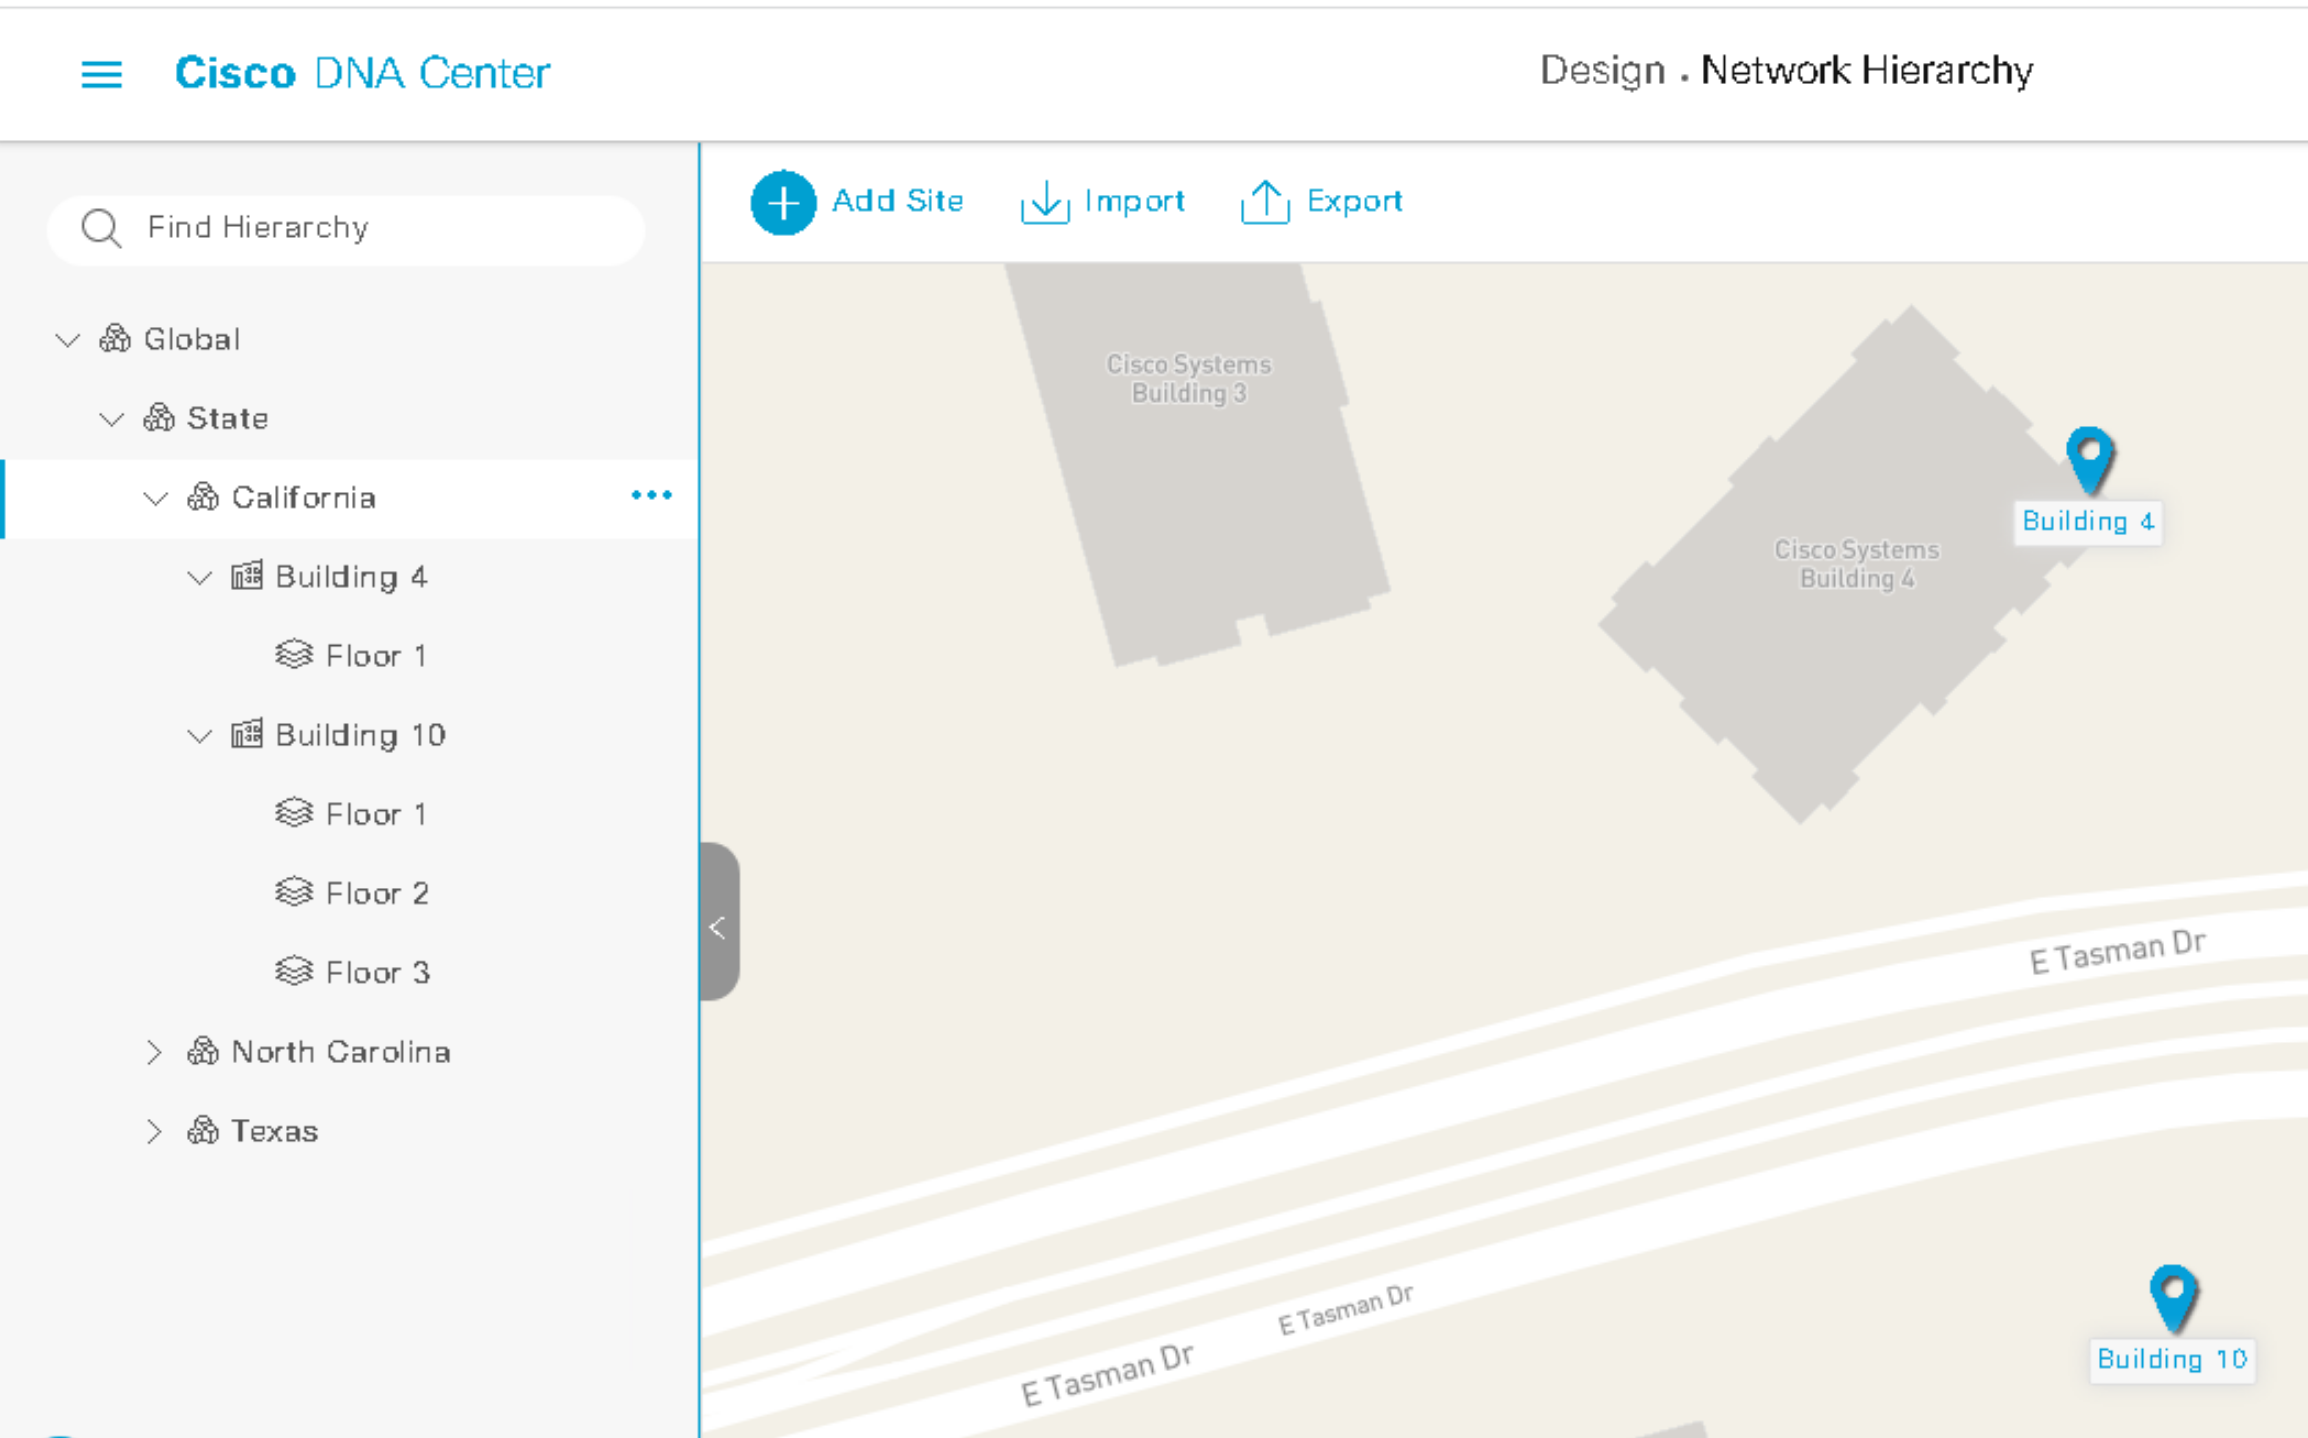 Cisco DNA Center
Design . Network Hierarchy
Find Hierarchy
Global
State
California
Building 4
Floor 1
Building 10
Floor 1
Floor 2
Floor 3
North Carolina
Texas
Add Site
Import
Export
Cisco Systems
Building 3
Cisco Systems
Building 4
Building 4
E Tasman Dr
E Tasman Dr
E Tasman Dr
Building 10